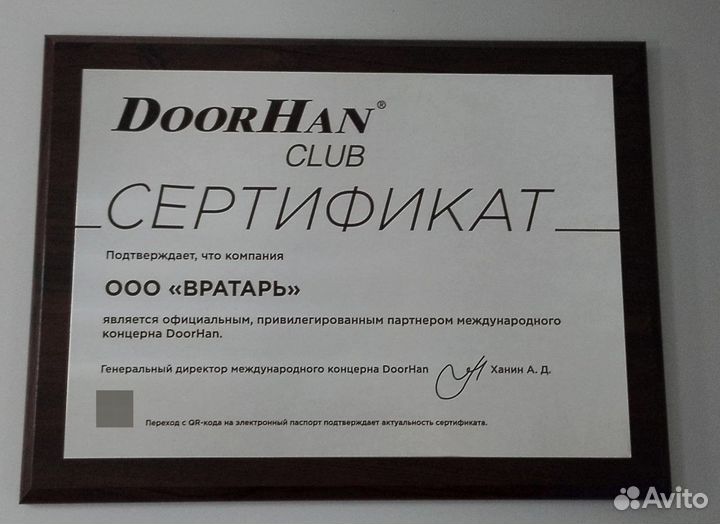 DOORHAN®
CLUB
СЕРТИФИКАТ
Подтверждает, что компания
ООО «ВРАТАРЬ»
является официальным, привилегированным партнером международного
концерна DoorHan.
Генеральный директор международного концерна DoorHan Ханин А. Д.
Переход с QR-кода на электронный паспорт подтверждает актуальность сертификата.
Avito